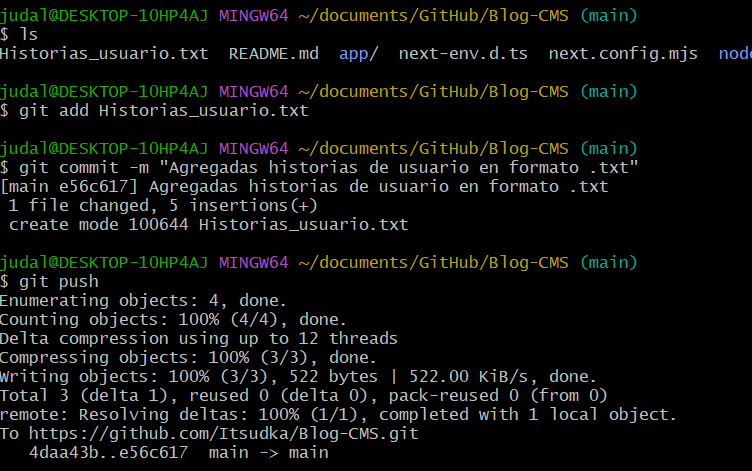 judal@DESKTOP-10HP4AJ MINGW64 ~/documents/GitHub/Blog-CMS (main)
$ ls
Historias_usuario.txt  README.md  app/  next-env.d.ts  next.config.mjs  node
judal@DESKTOP-10HP4AJ MINGW64 ~/documents/GitHub/Blog-CMS (main)
$ git add Historias_usuario.txt
judal@DESKTOP-10HP4AJ MINGW64 ~/documents/GitHub/Blog-CMS (main)
$ git commit -m "Agregadas historias de usuario en formato .txt"
[main e56c617] Agregadas historias de usuario en formato .txt
 1 file changed, 5 insertions(+)
 create mode 100644 Historias_usuario.txt
judal@DESKTOP-10HP4AJ MINGW64 ~/documents/GitHub/Blog-CMS (main)
$ git push
Enumerating objects: 4, done.
Counting objects: 100% (4/4), done.
Delta compression using up to 12 threads
Compressing objects: 100% (3/3), done.
Writing objects: 100% (3/3), 522 bytes | 522.00 KiB/s, done.
Total 3 (delta 1), reused 0 (delta 0), pack-reused 0 (from 0)
remote: Resolving deltas: 100% (1/1), completed with 1 local object.
To https://github.com/Itsudka/Blog-CMS.git
   4daa43b..e56c617  main -> main